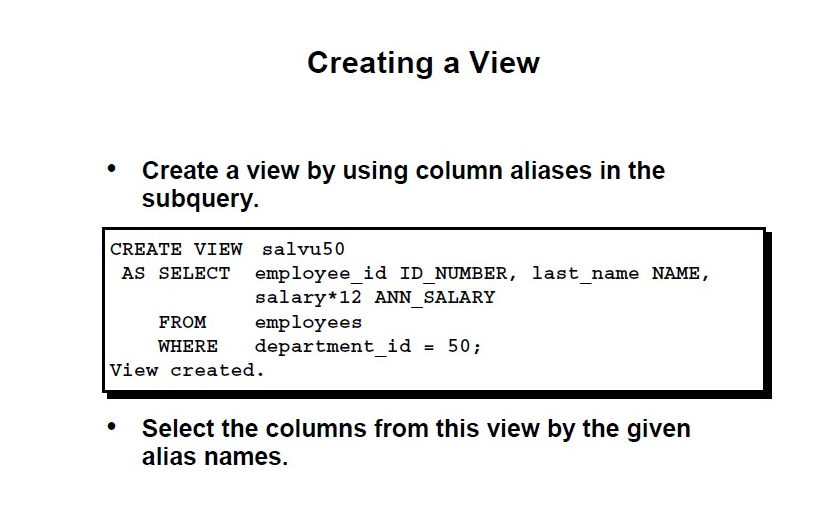 Creating a View
• Create a view by using column aliases in the
subquery.
CREATE VIEW salvu50
AS SELECT employee_id ID_NUMBER, last_name NAME,
salary*12 ANN_SALARY
FROM employees
WHERE department_id = 50;
View created.
• Select the columns from this view by the given
alias names.